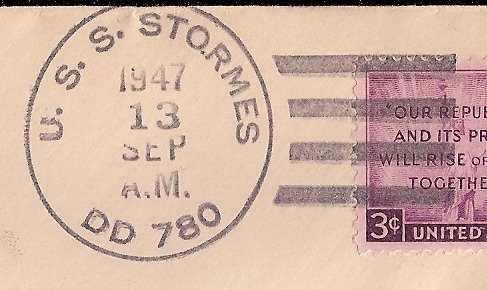 U. S. S. STORMES
1947
13
SEP
A.M.
DD 780
"OUR REPUB
AND ITS PR
WILL RISE OF
TOGETHE
3¢ UNITED